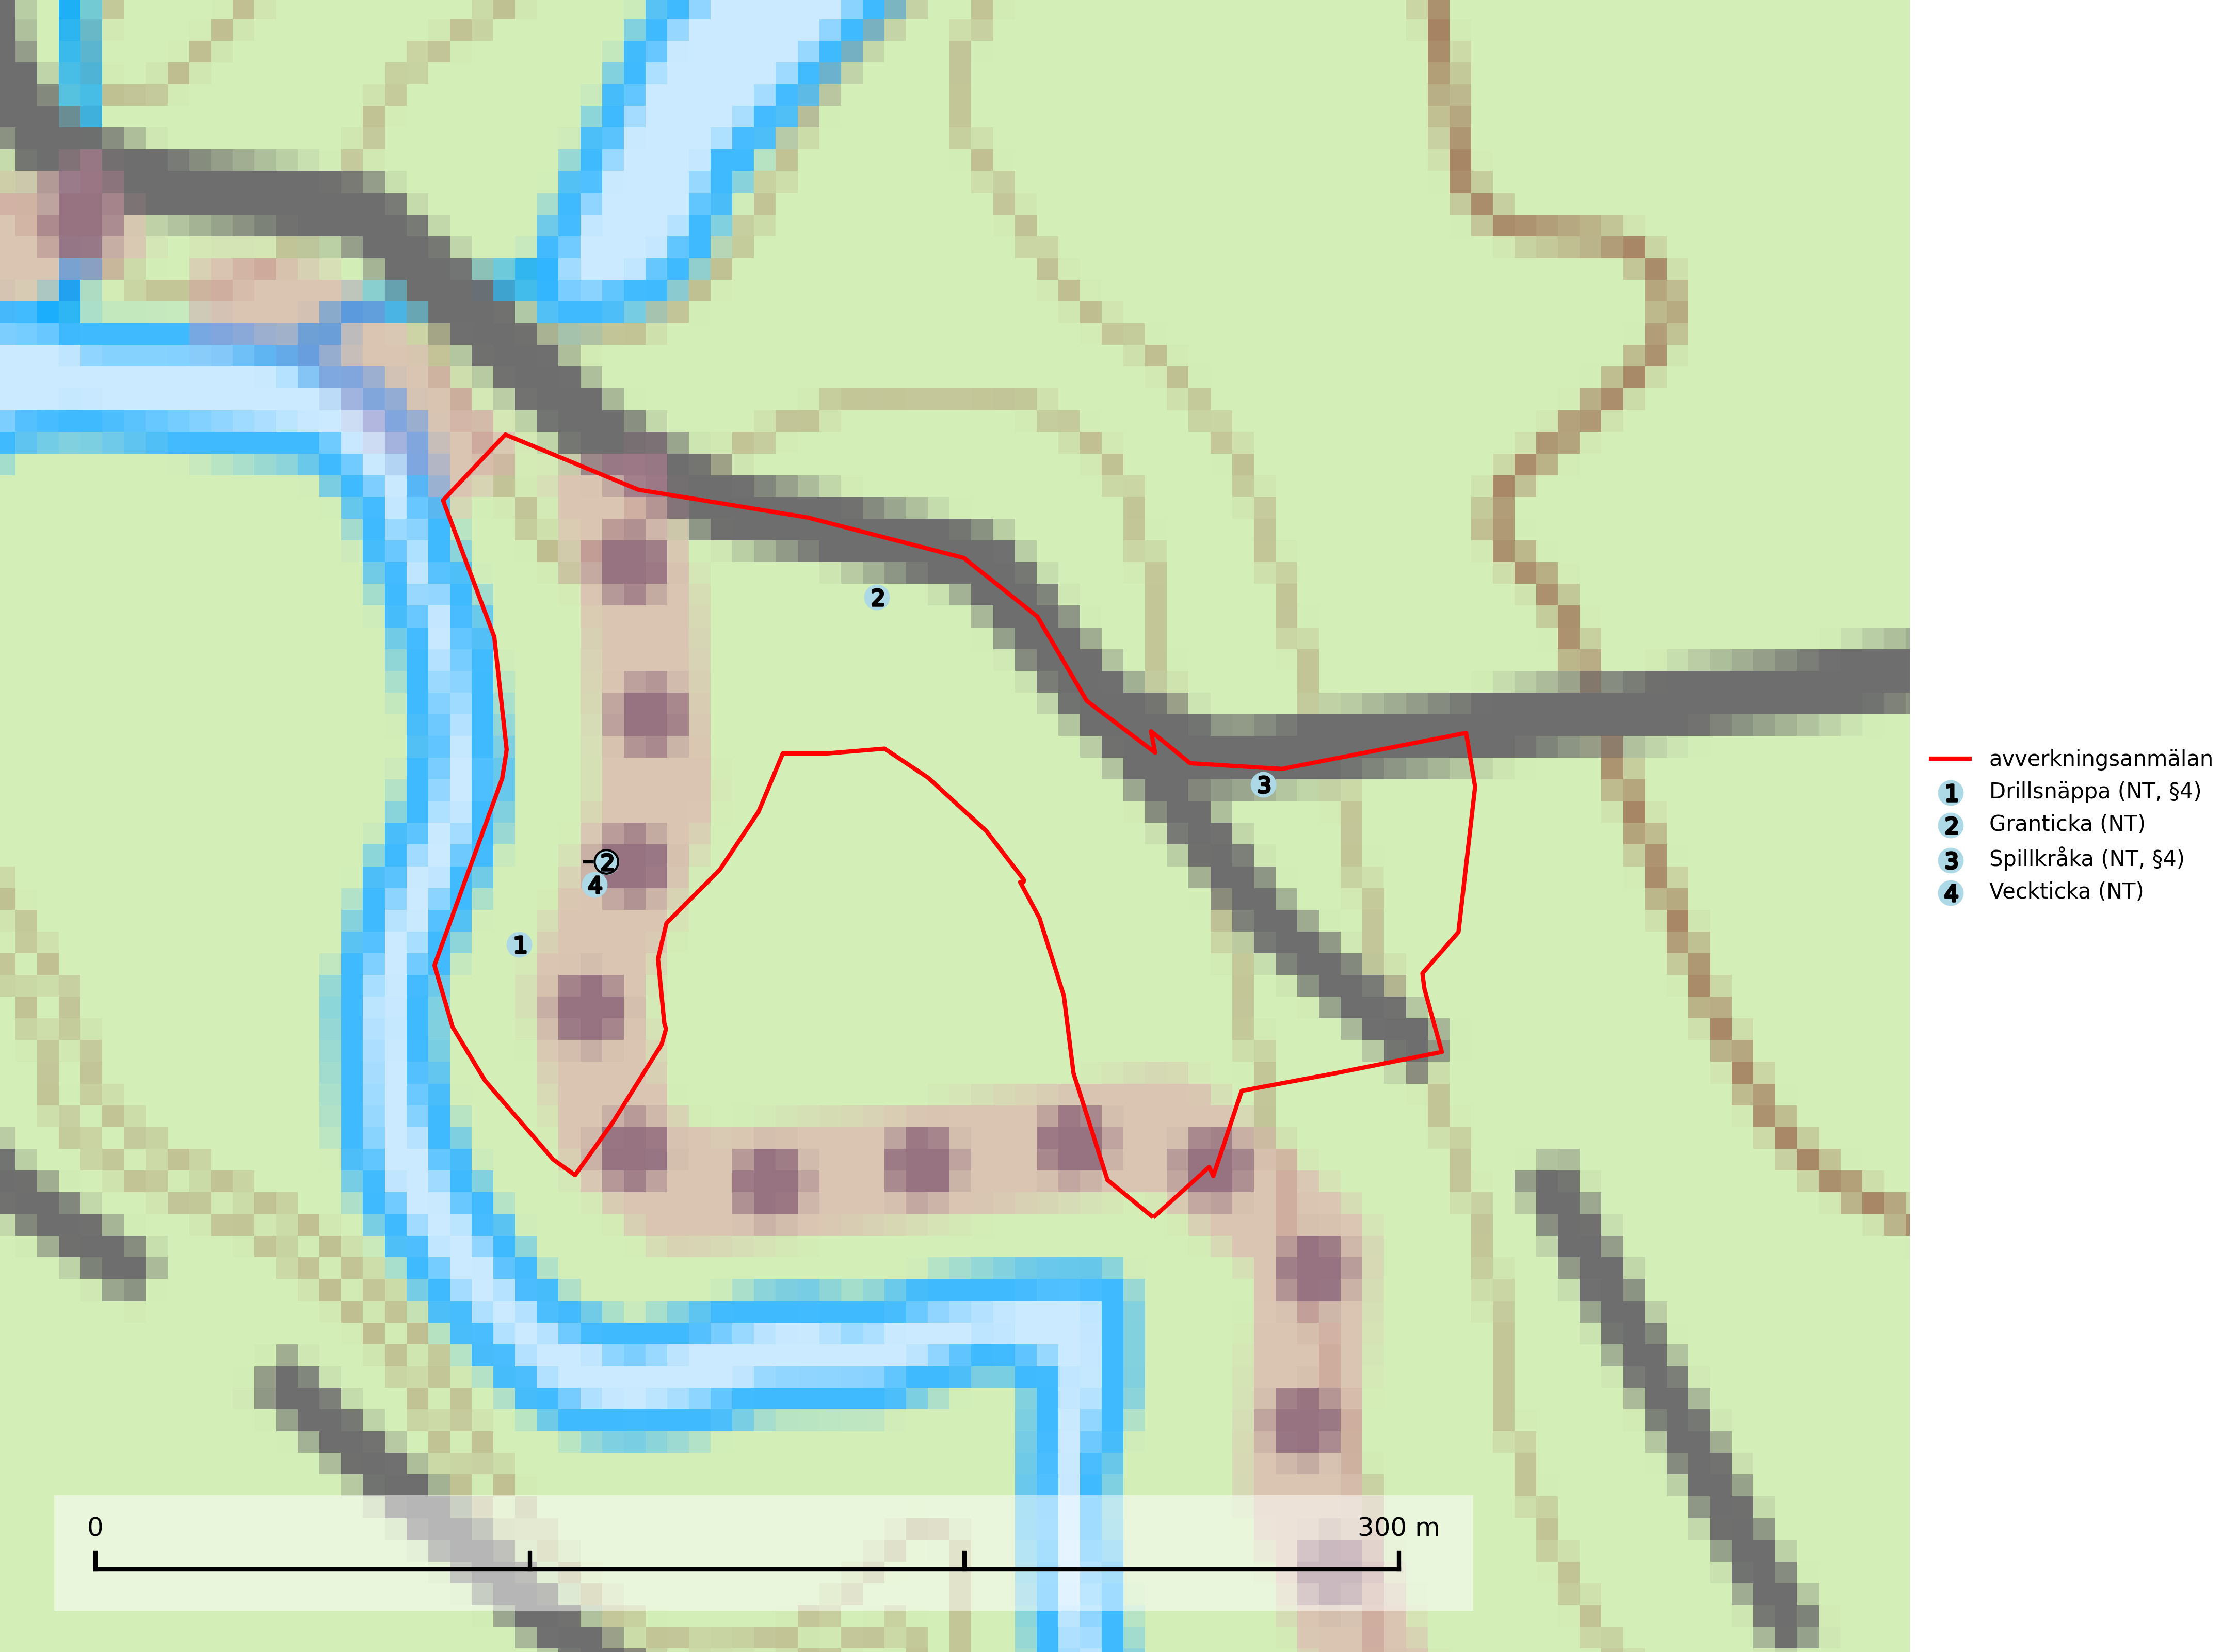 2
3
2
4
1
avverkningsanmälan
1 Drillsnäppa (NT, §4)
2 Granticka (NT)
3 Spillkråka (NT, §4)
4 Veckticka (NT)
0 300 m